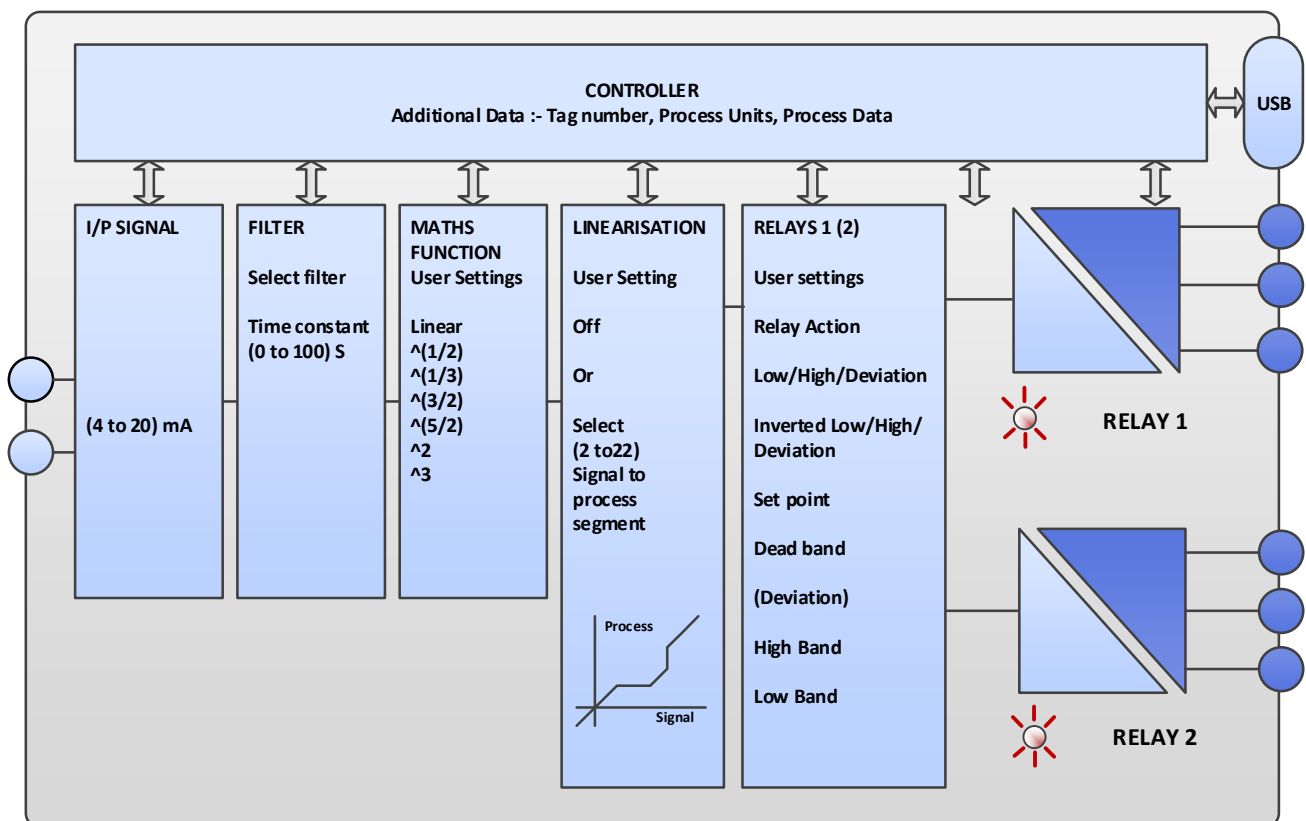 CONTROLLER
Additional Data :- Tag number, Process Units, Process Data
USB
I/P SIGNAL
(4 to 20) mA
FILTER
Select filter
Time constant
(0 to 100) S
MATHS
FUNCTION
User Settings
Linear
^(1/2)
^(1/3)
^(3/2)
^(5/2)
^2
^3
LINEARISATION
User Setting
Off
Or
Select
(2 to22)
Signal to
process
segment
Process
Signal
RELAYS 1 (2)
User settings
Relay Action
Low/High/Deviation
Inverted Low/High/
Deviation
Set point
Dead band
(Deviation)
High Band
Low Band
RELAY 1
RELAY 2